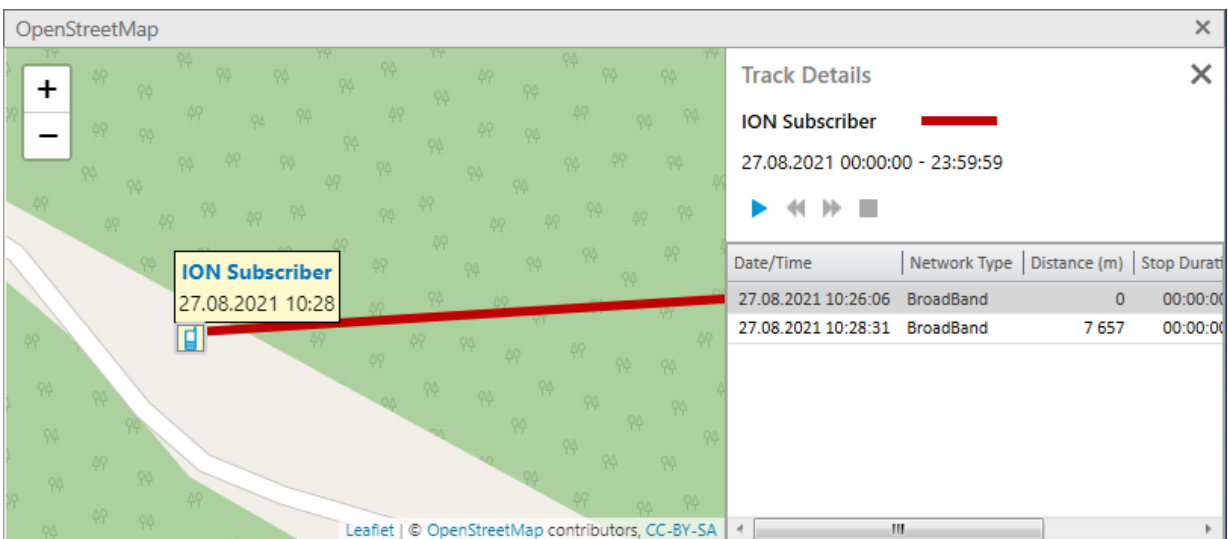 OpenStreetMap
+
−
ION Subscriber
27.08.2021 10:28
Leaflet | © OpenStreetMap contributors, CC-BY-SA
Track Details
ION Subscriber
27.08.2021 00:00:00 - 23:59:59
Date/Time Network Type Distance (m) Stop Durati
27.08.2021 10:26:06 BroadBand 0 00:00:00
27.08.2021 10:28:31 BroadBand 7 657 00:00:00